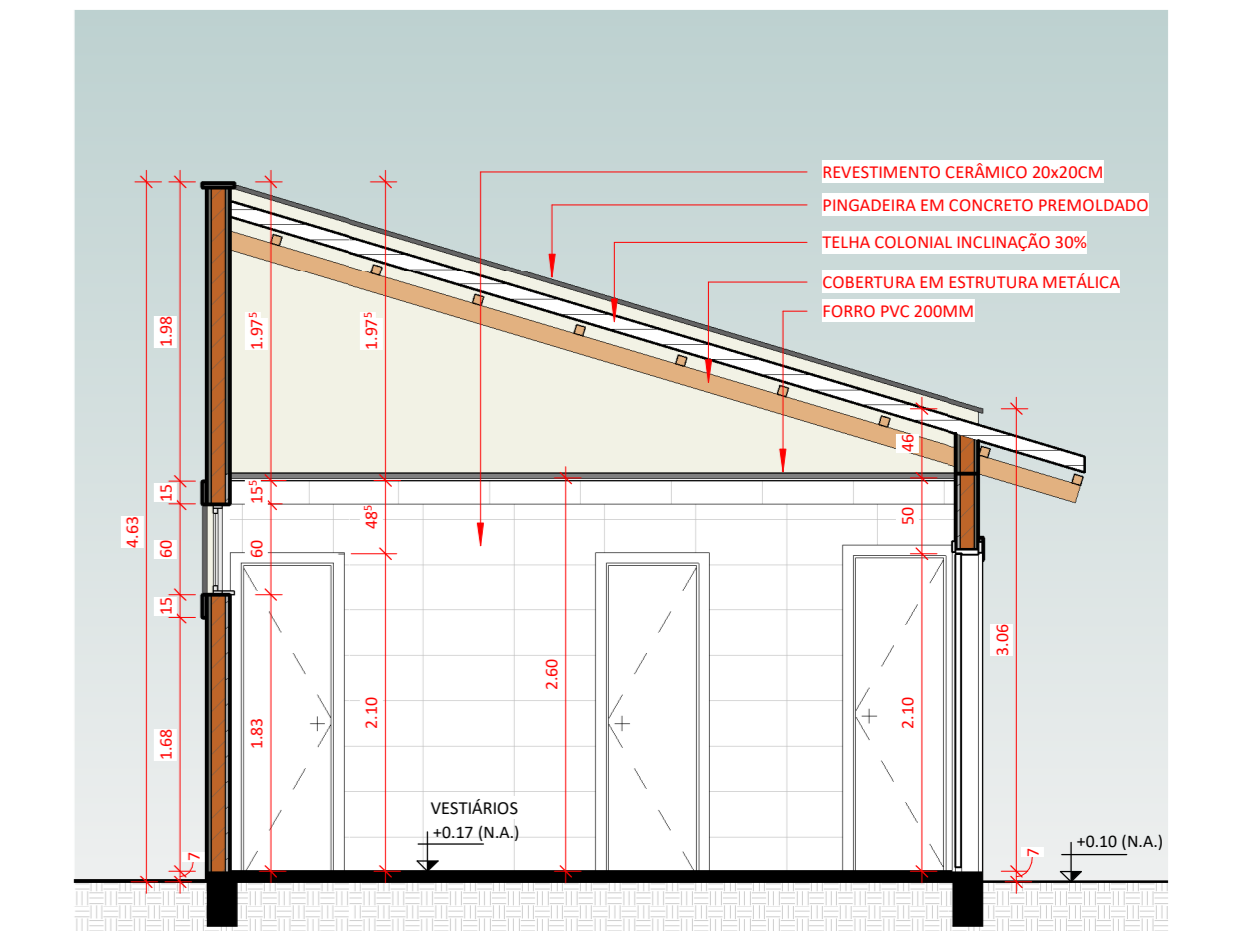 REVESTIMENTO CERÂMICO 20x20CM
PINGADEIRA EM CONCRETO PREMOLDADO
TELHA COLONIAL INCLINAÇÃO 30%
COBERTURA EM ESTRUTURA METÁLICA
FORRO PVC 200MM
1.98
1.97⁵
1.97⁵
46
15
15⁵
48⁵
50
4.63
60
60
15
3.06
2.60
1.68
1.83
2.10
2.10
VESTIÁRIOS
+0.17 (N.A.)
+0.10 (N.A.)
7
7